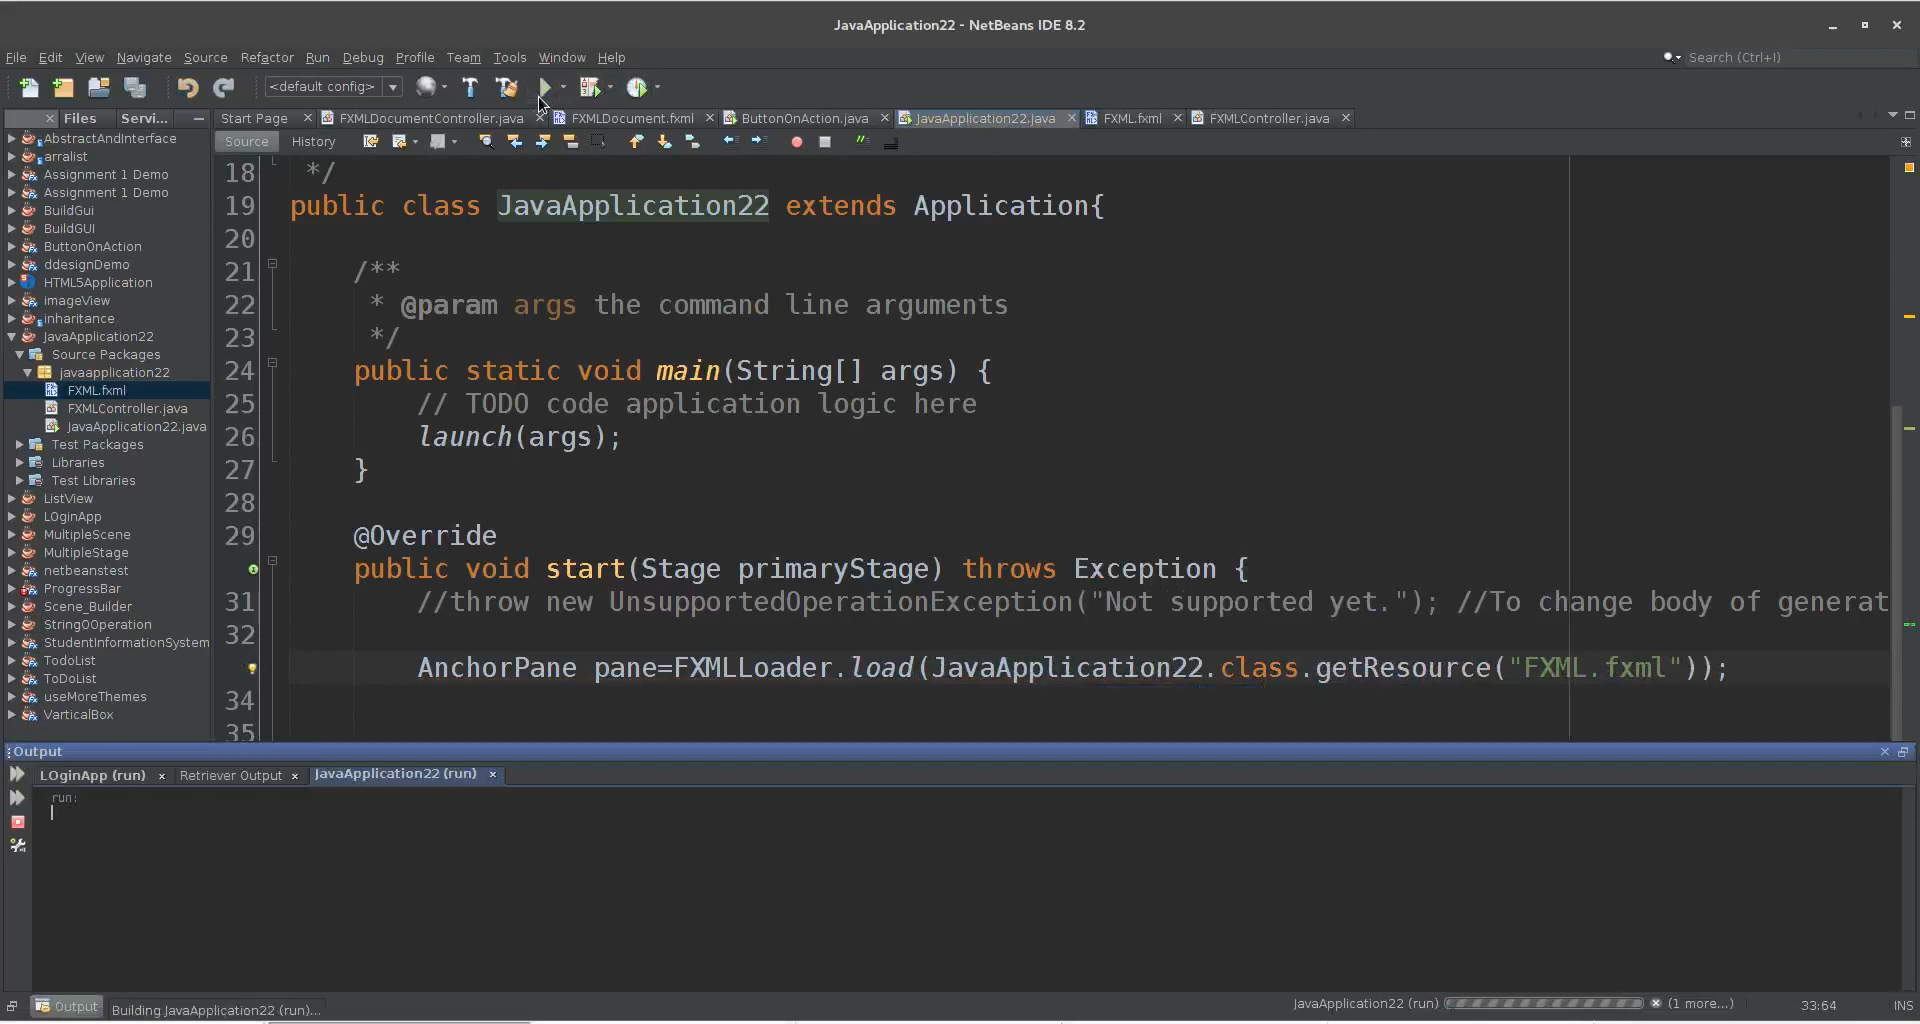 JavaApplication22 - NetBeans IDE 8.2
File Edit View Navigate Source Refactor Run Debug Profile Team Tools Window Help
Search (Ctrl+I)
<default config>
Files Servi...
Start Page FXMLDocumentController.java FXMLDocument.fxml ButtonOnAction.java JavaApplication22.java FXML.fxml FXMLController.java
Source History
AbstractAndInterface
arralist
Assignment 1 Demo
Assignment 1 Demo
BuildGui
BuildGUI
ButtonOnAction
ddesignDemo
HTML5Application
imageView
inheritance
JavaApplication22
Source Packages
javaapplication22
FXML.fxml
FXMLController.java
JavaApplication22.java
Test Packages
Libraries
Test Libraries
ListView
LOginApp
MultipleScene
MultipleStage
netbeanstest
ProgressBar
Scene_Builder
StringOOperation
StudentInformationSystem
TodoList
ToDoList
useMoreThemes
VarticalBox
18 */
19 public class JavaApplication22 extends Application{
20
21 /**
22 * @param args the command line arguments
23 */
24 public static void main(String[] args) {
25 // TODO code application logic here
26 launch(args);
27 }
28
29 @Override
public void start(Stage primaryStage) throws Exception {
31 //throw new UnsupportedOperationException("Not supported yet."); //To change body of generat
32
AnchorPane pane=FXMLLoader.load(JavaApplication22.class.getResource("FXML.fxml"));
34
35
Output
LOginApp (run) Retriever Output JavaApplication22 (run)
run:
Output Building JavaApplication22 (run)...
JavaApplication22 (run) (1 more...) 33:64 INS